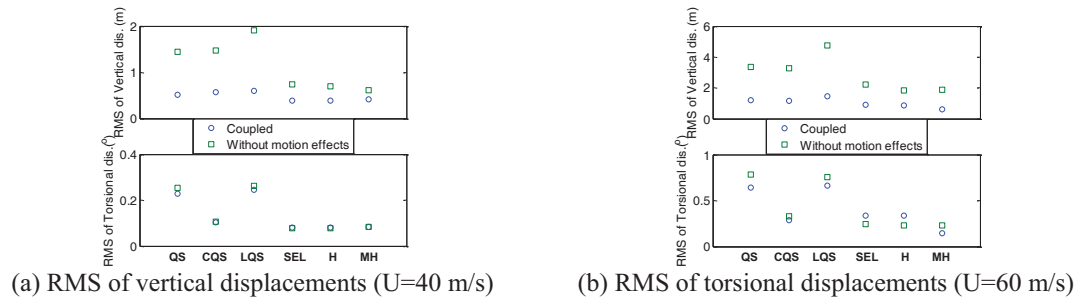 RMS of Vertical dis. (m)
2
1
0
Coupled
Without motion effects
RMS of Torsional dis.(°)
0.4
0.2
0
QS CQS LQS SEL H MH
(a) RMS of vertical displacements (U=40 m/s)
RMS of Vertical dis. (m)
6
4
2
0
Coupled
Without motion effects
RMS of Torsional dis.(°)
1
0.5
0
QS CQS LQS SEL H MH
(b) RMS of torsional displacements (U=60 m/s)